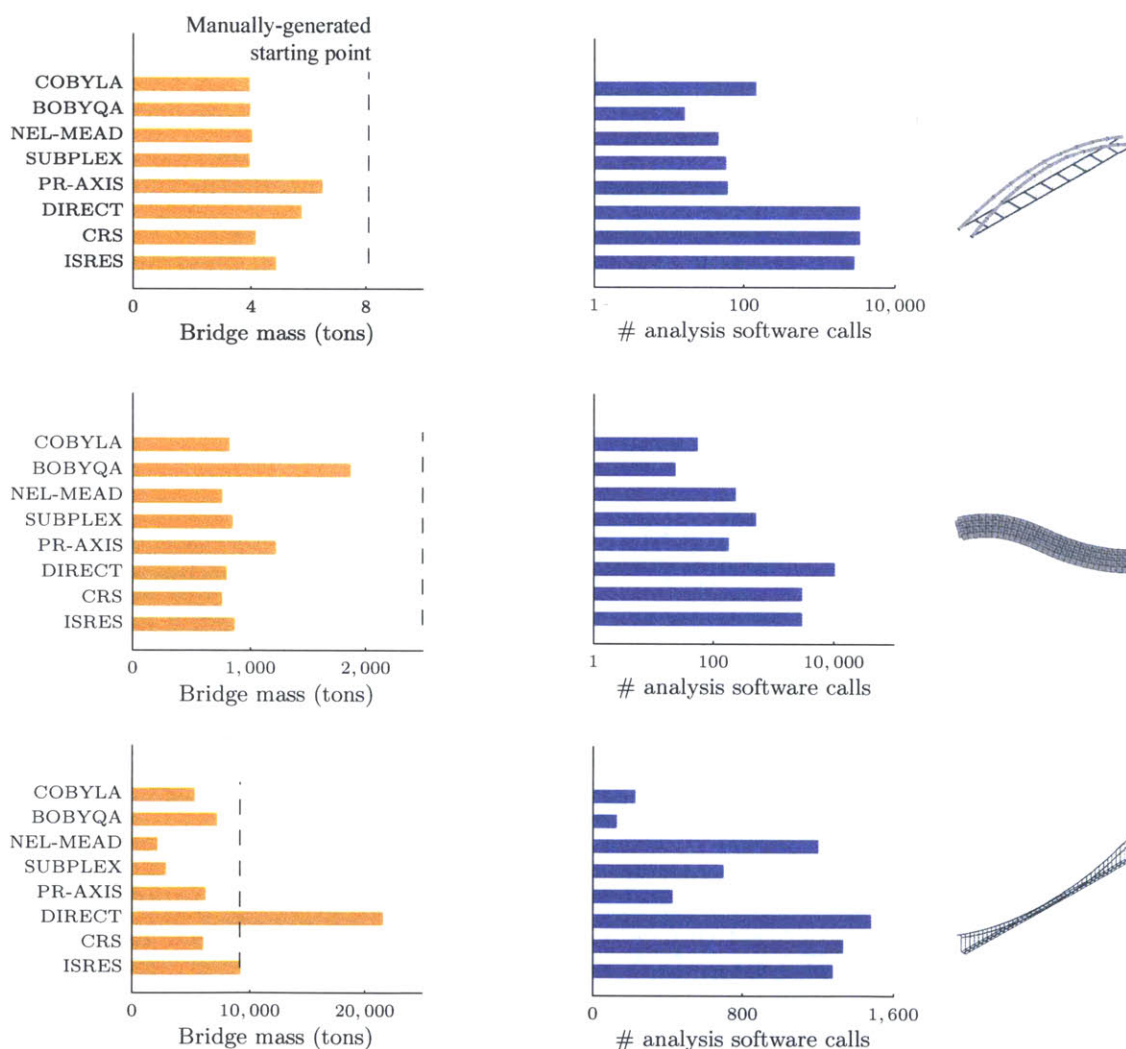 Manually-generated
starting point
COBYLA
BOBYQA
NEL-MEAD
SUBPLEX
PR-AXIS
DIRECT
CRS
ISRES
0 4 8
Bridge mass (tons)
1 100 10,000
# analysis software calls
COBYLA
BOBYQA
NEL-MEAD
SUBPLEX
PR-AXIS
DIRECT
CRS
ISRES
0 1,000 2,000
Bridge mass (tons)
1 100 10,000
# analysis software calls
COBYLA
BOBYQA
NEL-MEAD
SUBPLEX
PR-AXIS
DIRECT
CRS
ISRES
0 10,000 20,000
Bridge mass (tons)
0 800 1,600
# analysis software calls